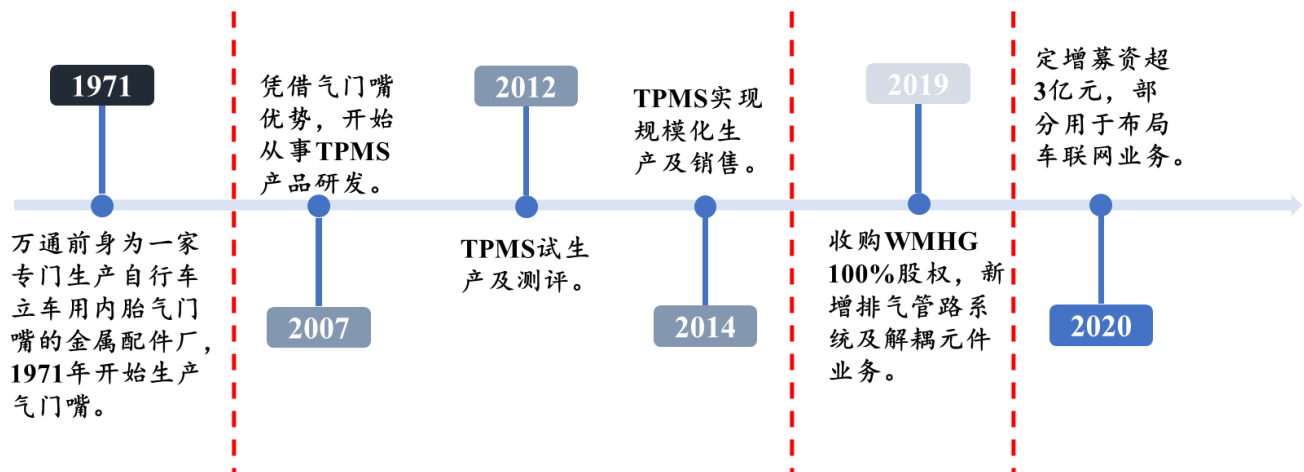 1971
万通前身为一家
专门生产自行车
立车用内胎气门
嘴的金属配件厂，
1971年开始生产
气门嘴。
凭借气门嘴
优势，开始
从事TPMS
产品研发。
2007
2012
TPMS试生
产及测评。
TPMS实现
规模化生
产及销售。
2014
2019
收购WMHG
100%股权，新
增排气管路系
统及解耦元件
业务。
定增募资超
3亿元，部
分用于布局
车联网业务。
2020